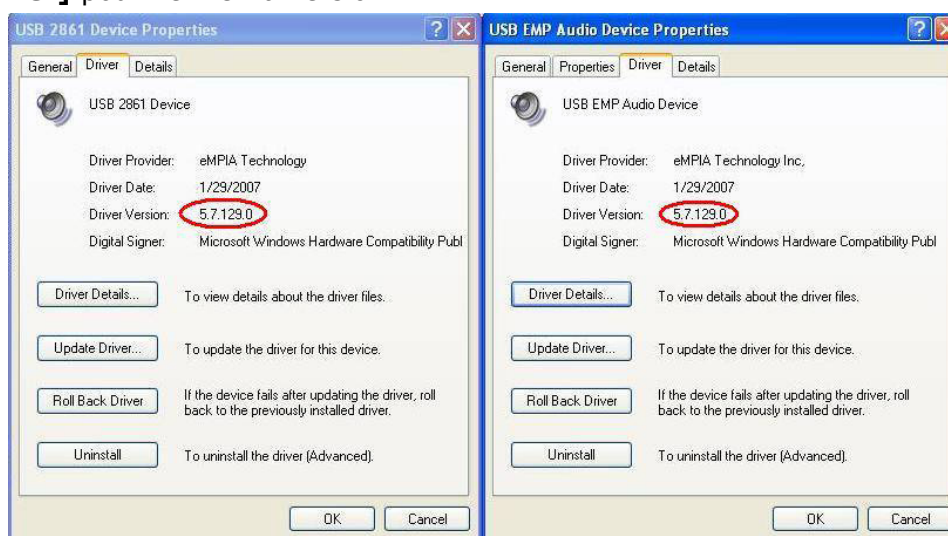 USB 2861 Device Properties
General Driver Details
USB 2861 Device
Driver Provider: eMPIA Technology
Driver Date: 1/29/2007
Driver Version: 5.7.129.0
Digital Signer: Microsoft Windows Hardware Compatibility Publ
Driver Details... To view details about the driver files.
Update Driver... To update the driver for this device.
Roll Back Driver If the device fails after updating the driver, roll
back to the previously installed driver.
Uninstall To uninstall the driver (Advanced).
OK Cancel
USB EMP Audio Device Properties
General Properties Driver Details
USB EMP Audio Device
Driver Provider: eMPIA Technology Inc,
Driver Date: 1/29/2007
Driver Version: 5.7.129.0
Digital Signer: Microsoft Windows Hardware Compatibility Publ
Driver Details... To view details about the driver files.
Update Driver... To update the driver for this device.
Roll Back Driver If the device fails after updating the driver, roll
back to the previously installed driver.
Uninstall To uninstall the driver (Advanced).
OK Cancel